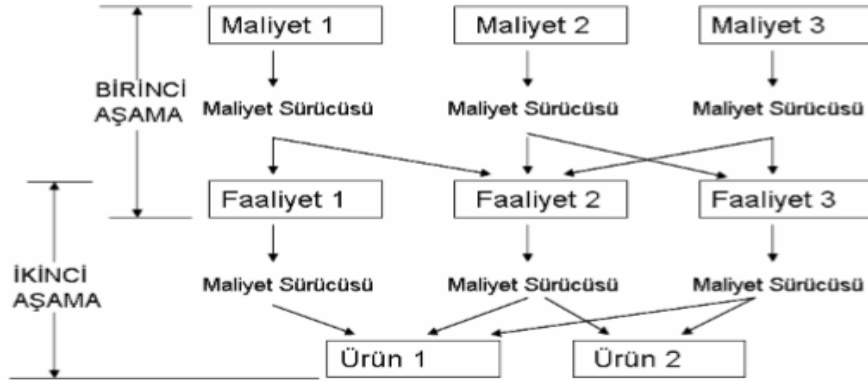 Maliyet 1 Maliyet 2 Maliyet 3
BİRİNCİ
AŞAMA
Maliyet Sürücüsü Maliyet Sürücüsü Maliyet Sürücüsü
Faaliyet 1 Faaliyet 2 Faaliyet 3
İKİNCİ
AŞAMA
Maliyet Sürücüsü Maliyet Sürücüsü Maliyet Sürücüsü
Ürün 1 Ürün 2